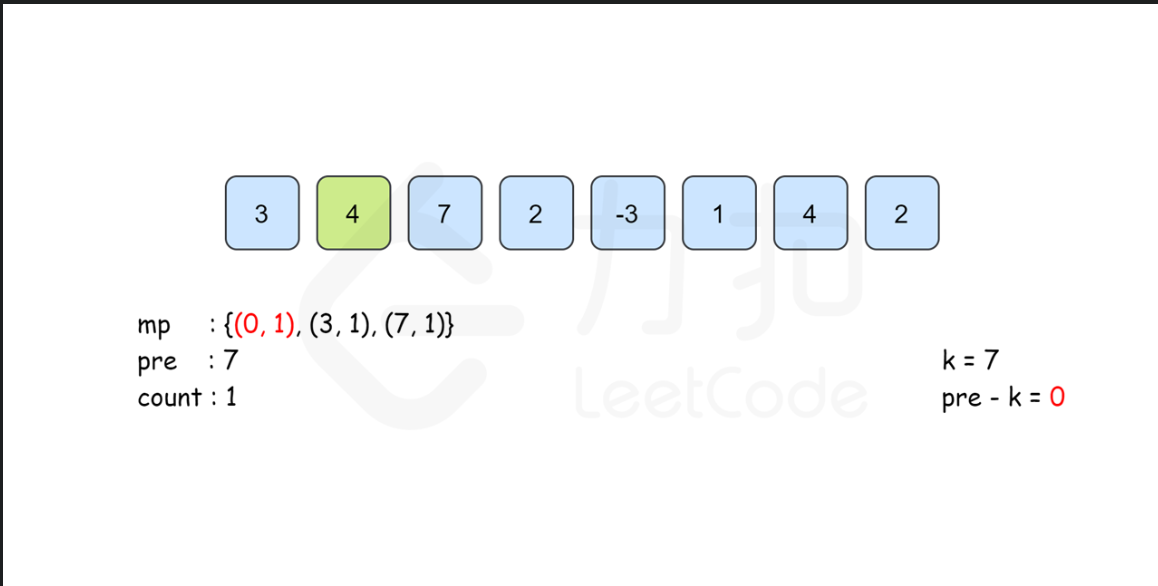 3 4 7 2 -3 1 4 2
力扣
mp : {(0, 1), (3, 1), (7, 1)}
pre : 7
k = 7
LeetCode
count : 1
pre - k = 0